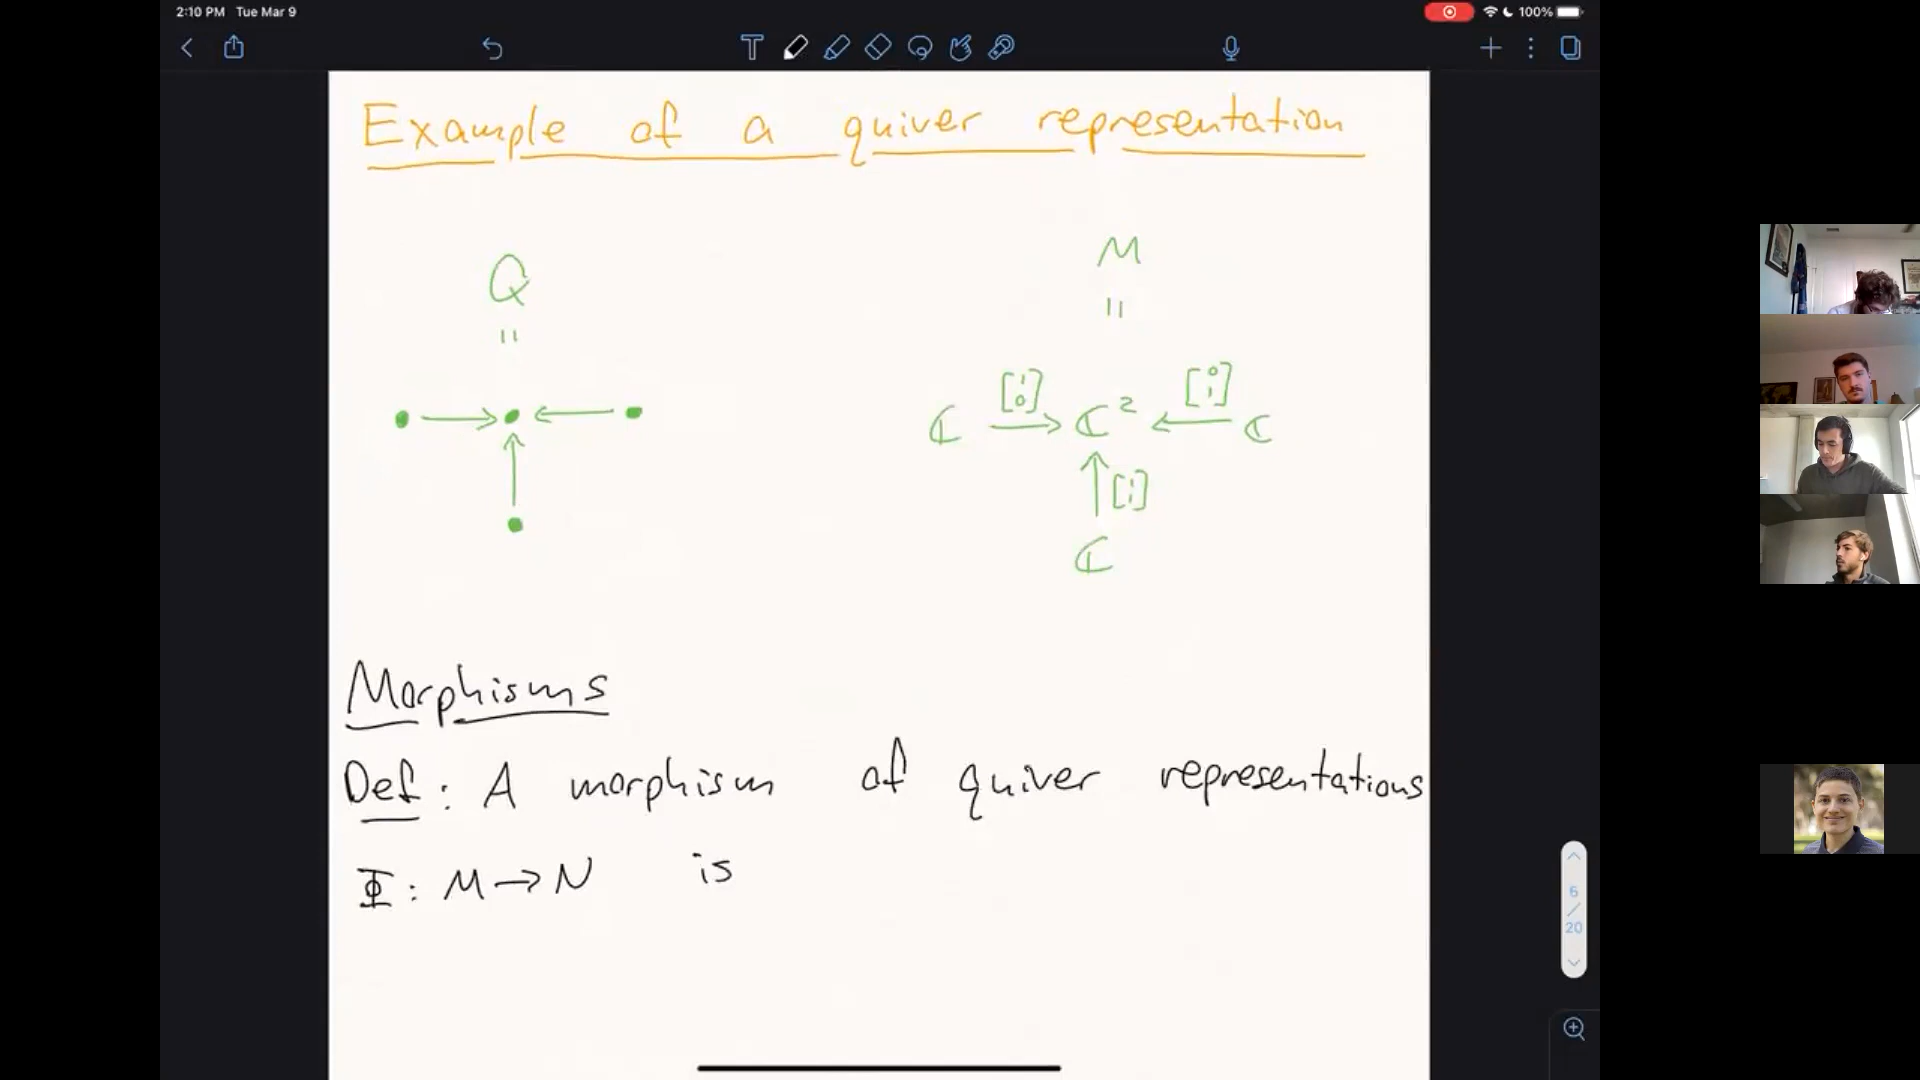 2:10 PM Tue Mar 9
100%
Example of a quiver representation
Q
=
M
=
ℂ [1 0] → ℂ² ← [0 1] ℂ
↑ [1 1]
ℂ
Morphisms
Def: A morphism of quiver representations
Φ: M → N is
6
/
20